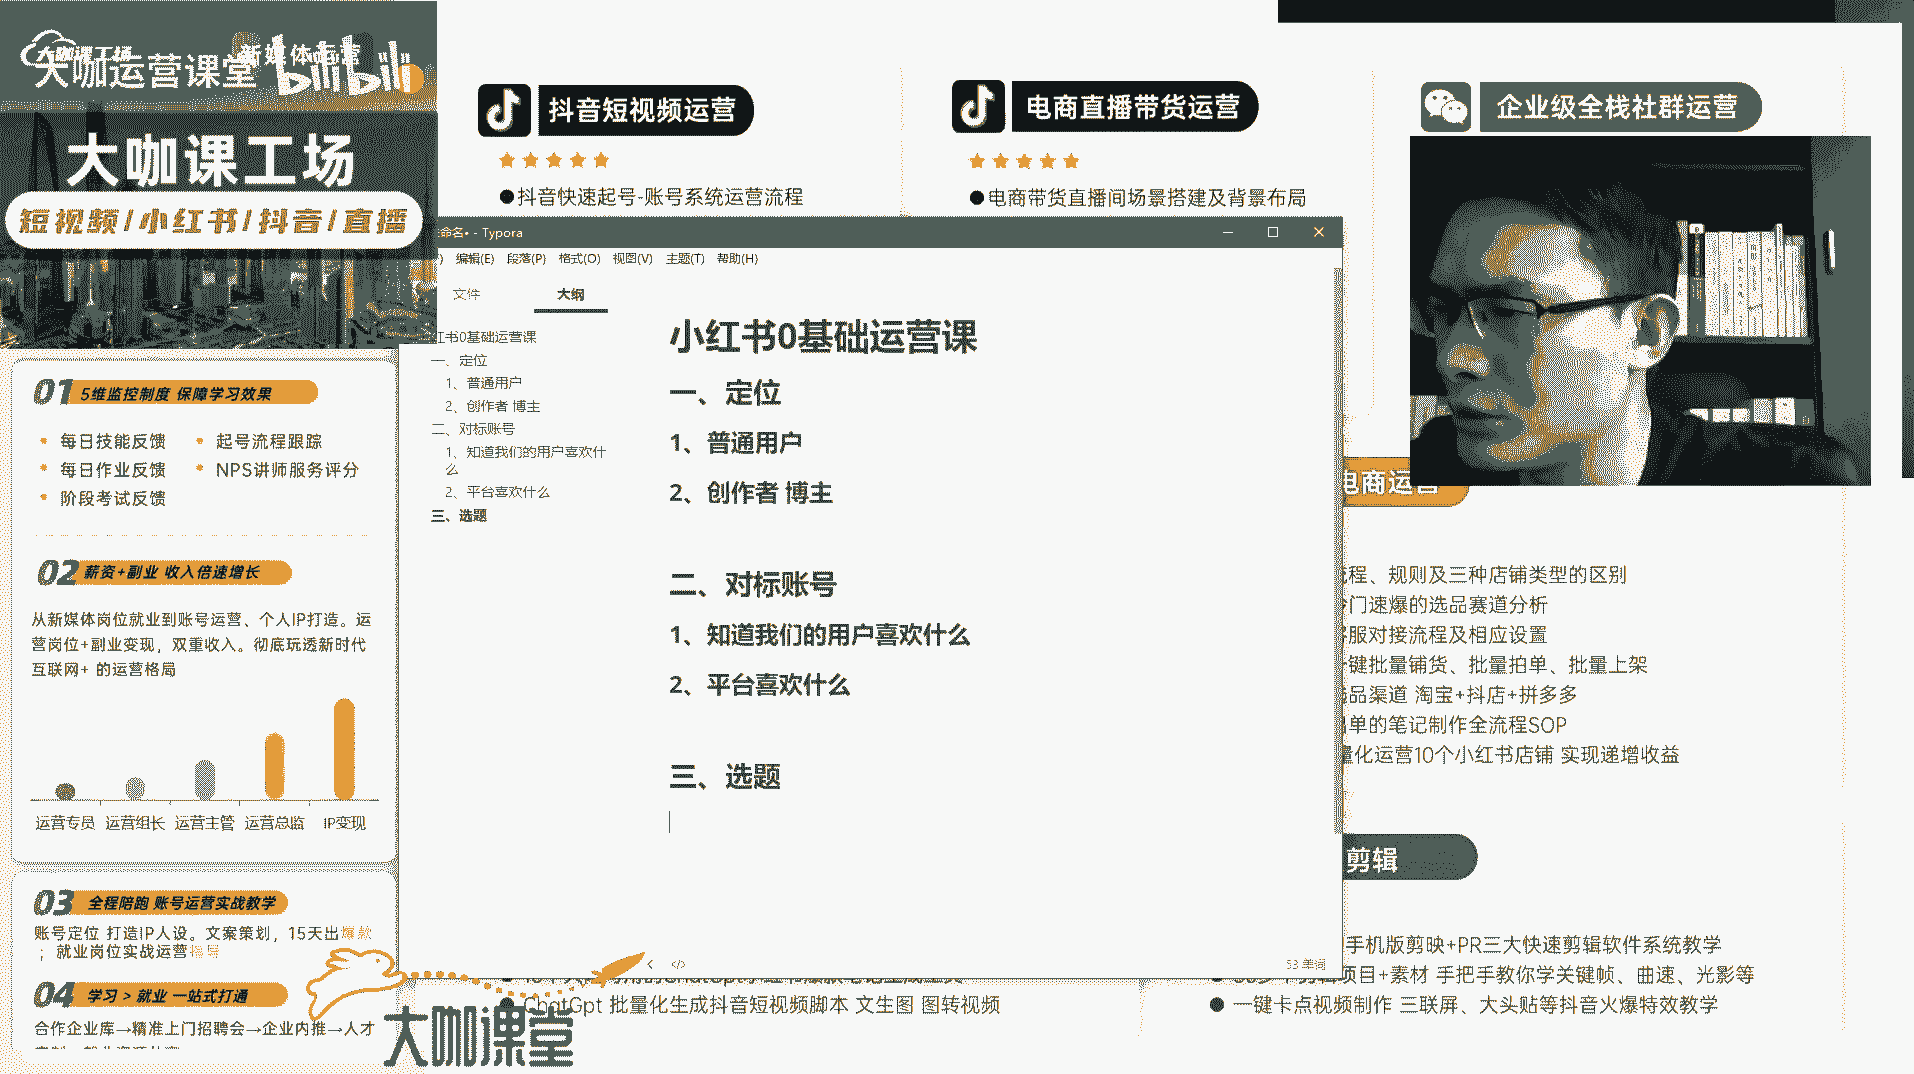 大咖课工场
大咖运营课堂
新媒体运营
bilibili
大咖课工场
短视频/小红书/抖音/直播
01 5维监控制度 保障学习效果
每日技能反馈
起号流程跟踪
每日作业反馈
NPS讲师服务评分
阶段考试反馈
02 薪资+副业 收入倍速增长
从新媒体岗位就业到账号运营、个人IP打造。运
营岗位+副业变现，双重收入。彻底玩透新时代
互联网+ 的运营格局
运营专员 运营组长 运营主管 运营总监 IP变现
03 全程陪跑 账号运营实战教学
账号定位 打造IP人设。文案策划，15天出爆款
；就业岗位实战运营指导
04 学习 > 就业 一站式打通
合作企业库→精准上门招聘会→企业内推→人才
抖音短视频运营
●抖音快速起号-账号系统运营流程
电商直播带货运营
●电商带货直播间场景搭建及背景布局
企业级全栈社群运营
命名• - Typora
编辑(E) 段落(P) 格式(O) 视图(V) 主题(T) 帮助(H)
文件 大纲
红书0基础运营课
一、定位
1、普通用户
2、创作者 博主
二、对标账号
1、知道我们的用户喜欢什
么
2、平台喜欢什么
三、选题
小红书0基础运营课
一、定位
1、普通用户
2、创作者 博主
二、对标账号
1、知道我们的用户喜欢什么
2、平台喜欢什么
三、选题
53 单词
电商运营
程、规则及三种店铺类型的区别
门速爆的选品赛道分析
客服对接流程及相应设置
键批量铺货、批量拍单、批量上架
选品渠道 淘宝+抖店+拼多多
单的笔记制作全流程SOP
量化运营10个小红书店铺 实现递增收益
剪辑
手机版剪映+PR三大快速剪辑软件系统教学
项目+素材 手把手教你学关键帧、曲速、光影等
● 一键卡点视频制作 三联屏、大头贴等抖音火爆特效教学
● ChatGpt 批量化生成抖音短视频脚本 文生图 图转视频
大咖课堂